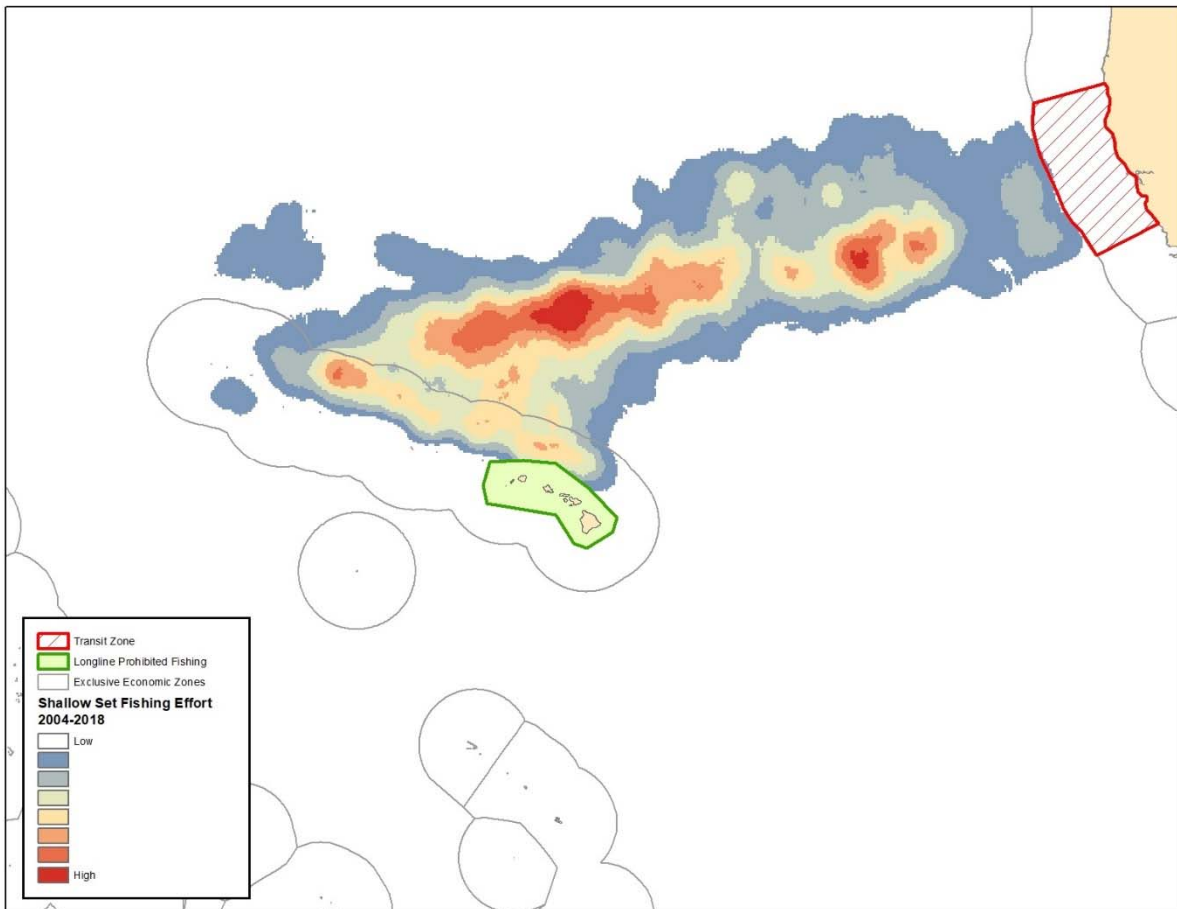 Transit Zone
Longline Prohibited Fishing
Exclusive Economic Zones
Shallow Set Fishing Effort
2004-2018
Low
High